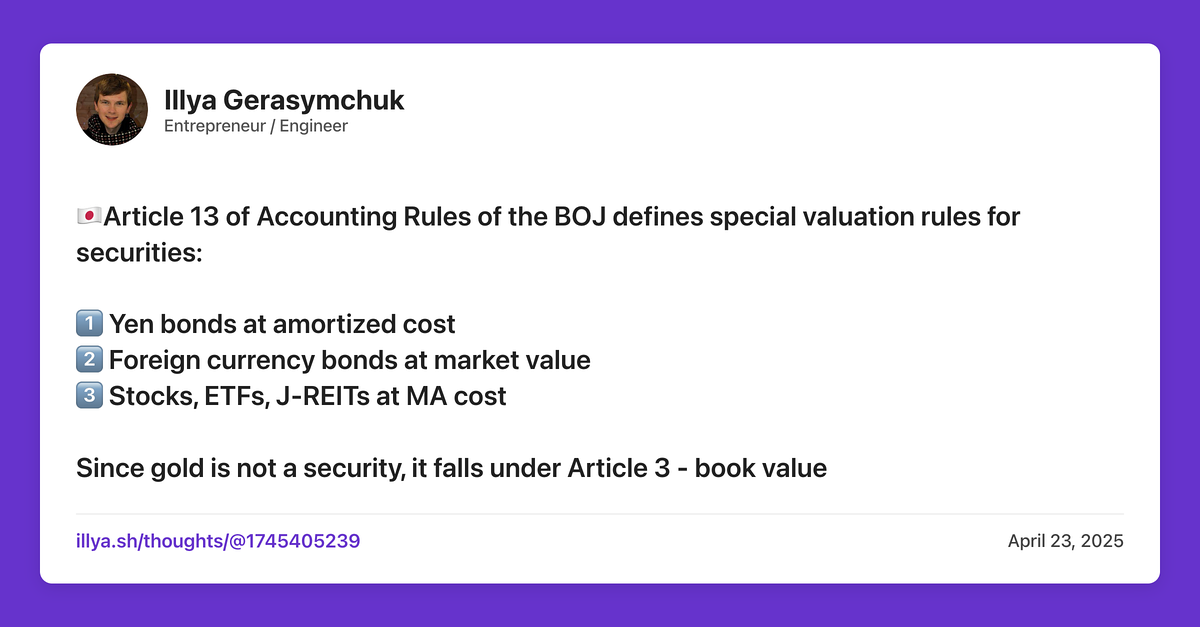 Illya Gerasymchuk
Entrepreneur / Engineer
🇯🇵Article 13 of Accounting Rules of the BOJ defines special valuation rules for
securities:
1️⃣ Yen bonds at amortized cost
2️⃣ Foreign currency bonds at market value
3️⃣ Stocks, ETFs, J-REITs at MA cost
Since gold is not a security, it falls under Article 3 - book value
illya.sh/thoughts/@1745405239
April 23, 2025